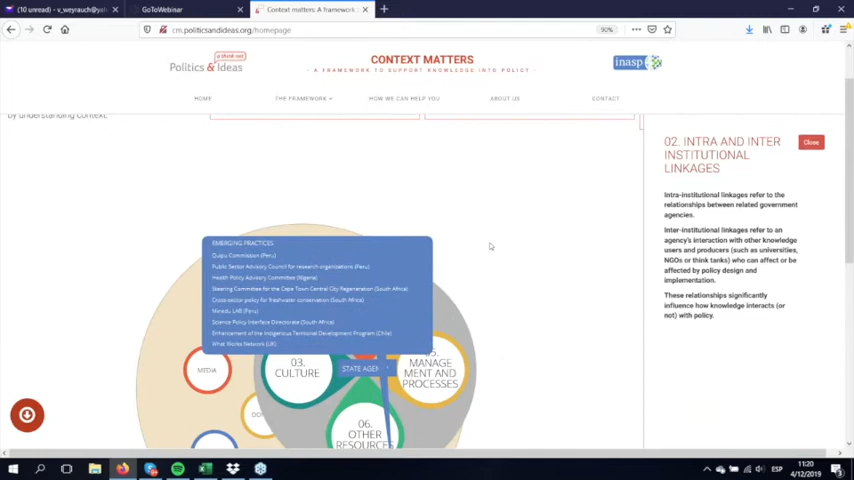 (10 unread) - v_weyrauch@yah
GoToWebinar
Context matters: A framework
cm.politicsandideas.org/homepage
50%
a think net
Politics & Ideas
CONTEXT MATTERS
- A FRAMEWORK TO SUPPORT KNOWLEDGE INTO POLICY -
inasp
HOME
THE FRAMEWORK
HOW WE CAN HELP YOU
ABOUT US
CONTACT
by understanding context.
02. INTRA AND INTER
INSTITUTIONAL
LINKAGES
Close
Intra-institutional linkages refer to the
relationships between related government
agencies.
Inter-institutional linkages refer to an
agency's interaction with other knowledge
users and producers (such as universities,
NGOs or think tanks) who can affect or be
affected by policy design and
implementation.
These relationships significantly
influence how knowledge interacts (or
not) with policy.
EMERGING PRACTICES
Quipu Commission (Peru)
Public Sector Advisory Council for research organisations (Peru)
Health Policy Advisory Committee (Nigeria)
Steering Committee for the Cape Town Central City Regeneration (South Africa)
Cross-sector policy for freshwater conservation (South Africa)
Minedu LAB (Peru)
Science Policy Interface Directorate (South Africa)
Enhancement of the Indigenous Territorial Development Program (Chile)
What Works Network (UK)
MEDIA
03.
CULTURE
STATE AGEN
05.
MANAGE
MENT AND
PROCESSES
06.
OTHER
RESOURCES
ESP
11:20
4/12/2019